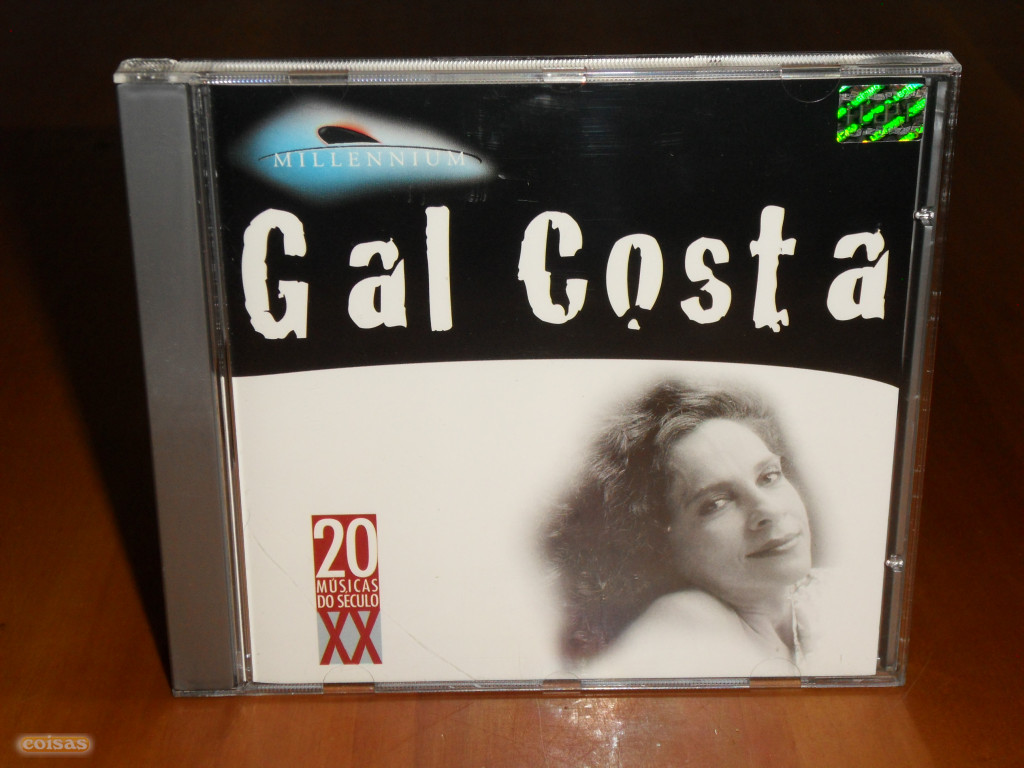 MILLENNIUM
Gal Costa
20
MÚSICAS
DO SÉCULO
XX
coisas